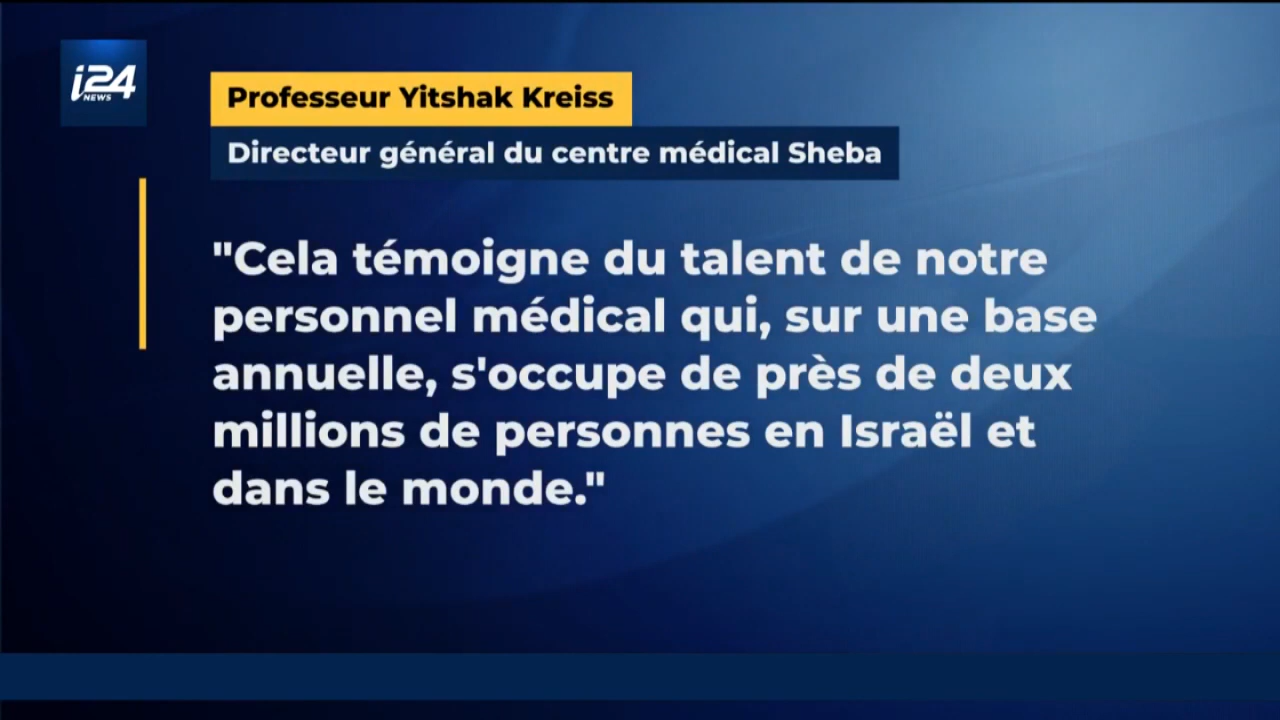 i24
NEWS
Professeur Yitshak Kreiss
Directeur général du centre médical Sheba
"Cela témoigne du talent de notre
personnel médical qui, sur une base
annuelle, s'occupe de près de deux
millions de personnes en Israël et
dans le monde."